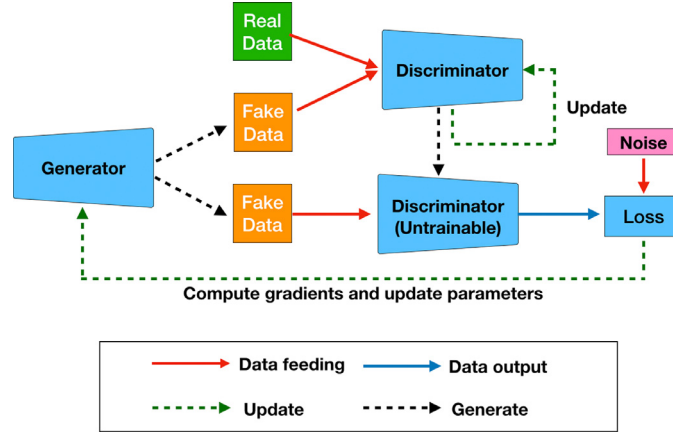 Real
Data
Discriminator
Fake
Data
Update
Noise
Generator
Fake
Data
Discriminator
(Untrainable)
Loss
Compute gradients and update parameters
Data feeding
Data output
Update
Generate